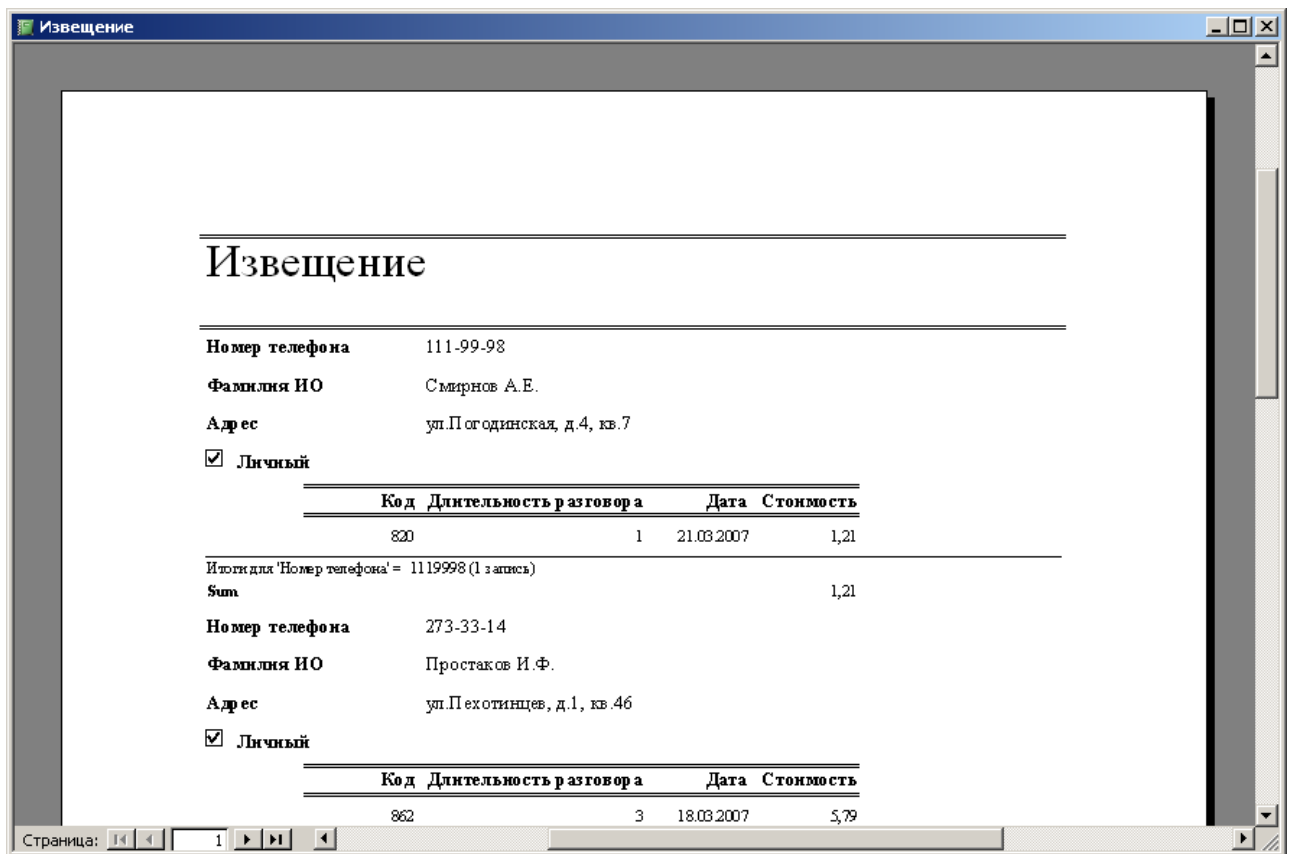 Извещение
Извещение
Номер телефона 111-99-98
Фамилия ИО Смирнов А.Е.
Адрес ул.Погодинская, д.4, кв.7
Личный
Код Длительность разговора Дата Стоимость
820 1 21.03.2007 1,21
Итоги для 'Номер телефона' = 1119998 (1 запись)
Sum 1,21
Номер телефона 273-33-14
Фамилия ИО Простаков И.Ф.
Адрес ул.Пехотинцев, д.1, кв.46
Личный
Код Длительность разговора Дата Стоимость
862 3 18.03.2007 5,79
Страница: 1